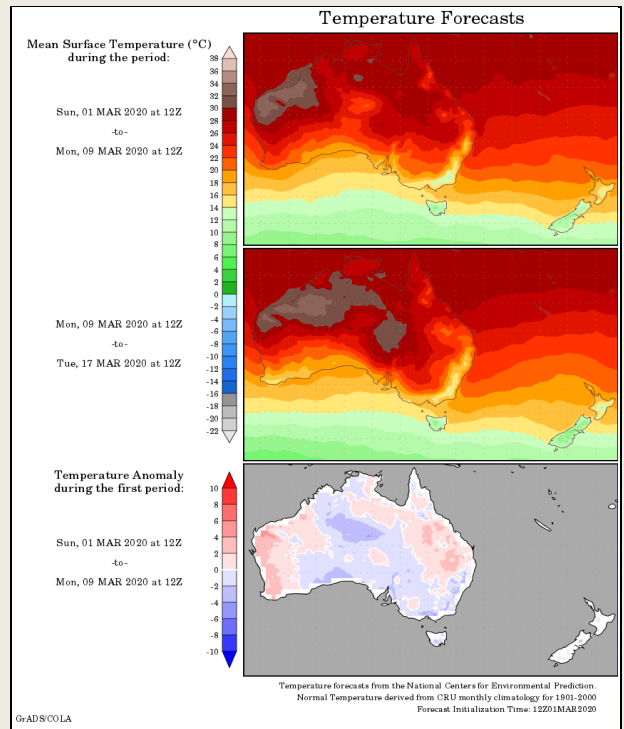 Temperature Forecasts
Mean Surface Temperature (°C)
during the period:
Sun, 01 MAR 2020 at 12Z
-to-
Mon, 09 MAR 2020 at 12Z
38
36
34
32
30
28
26
24
22
20
18
16
14
12
10
8
6
4
2
0
-2
-4
-6
-8
-10
-12
-14
-16
-18
-20
-22
Mon, 09 MAR 2020 at 12Z
-to-
Tue, 17 MAR 2020 at 12Z
Temperature Anomaly
during the first period:
Sun, 01 MAR 2020 at 12Z
-to-
Mon, 09 MAR 2020 at 12Z
10
8
6
4
2
0
-2
-4
-6
-8
-10
Temperature forecasts from the National Centers for Environmental Prediction.
Normal Temperature derived from CRU monthly climatology for 1901-2000
Forecast Initialization Time: 12Z01MAR2020
GrADS/COLA